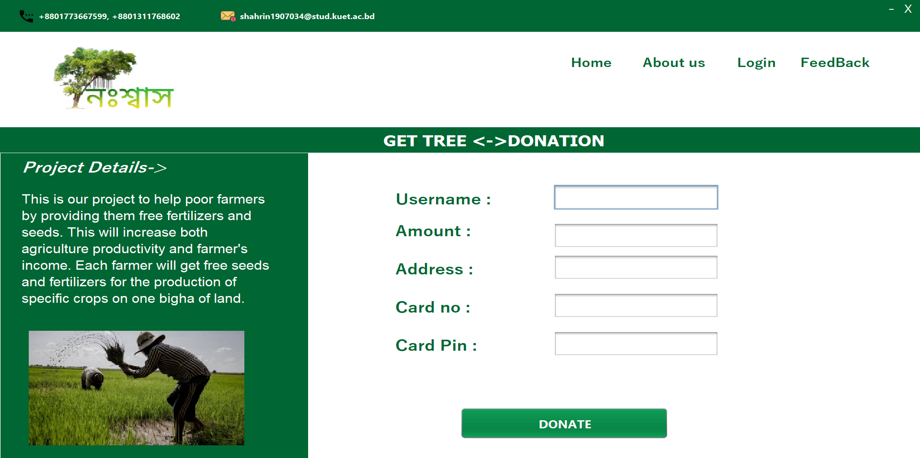 +8801773667599, +8801311768602
shahrin1907034@stud.kuet.ac.bd
– X
নঃশ্বাস
Home About us Login FeedBack
GET TREE <->DONATION
Project Details->
This is our project to help poor farmers
by providing them free fertilizers and
seeds. This will increase both
agriculture productivity and farmer's
income. Each farmer will get free seeds
and fertilizers for the production of
specific crops on one bigha of land.
Username :
Amount :
Address :
Card no :
Card Pin :
DONATE